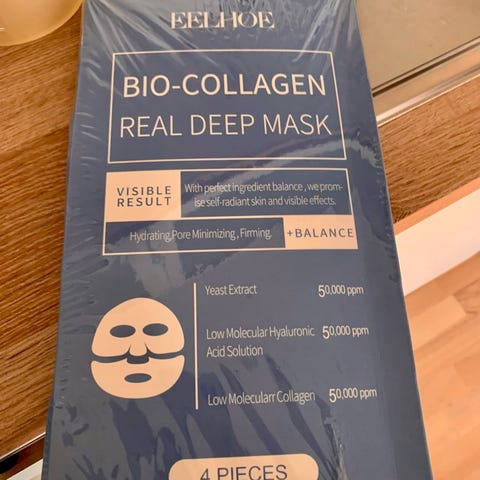 EELHOE
BIO-COLLAGEN
REAL DEEP MASK
VISIBLE
RESULT
With perfect ingredient balance , we prom-
ise self-radiant skin and visible effects.
Hydrating,Pore Minimizing , Firming.
+BALANCE
Yeast Extract 50,000 ppm
Low Molecular Hyaluronic 50,000 ppm
Acid Solution
Low Molecularr Collagen 50,000 ppm
4 PIECES